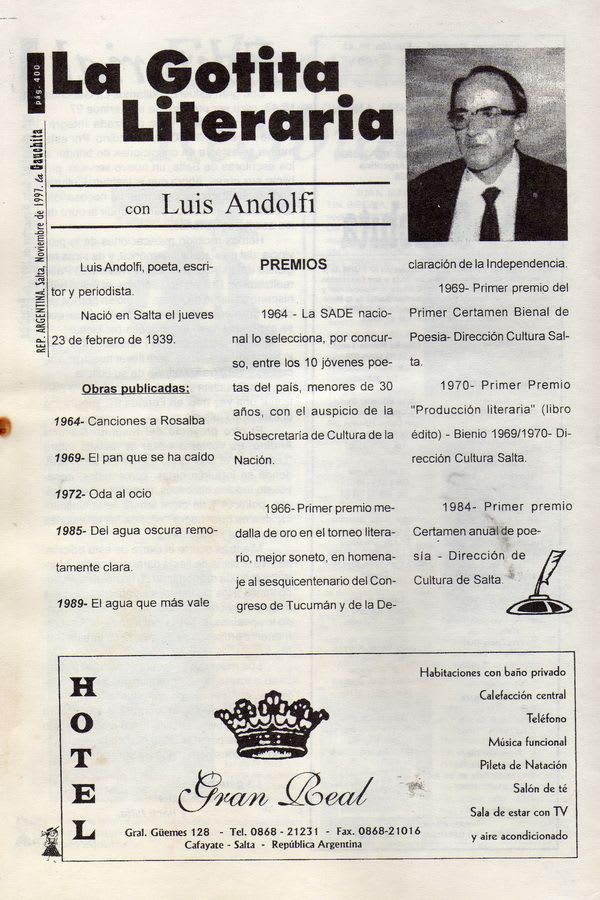 pág. 400
REP. ARGENTINA. Salta, Noviembre de 1997. La Gauchita
La Gotita
Literaria
con Luis Andolfi
Luis Andolfi, poeta, escri-
tor y periodista.
Nació en Salta el jueves
23 de febrero de 1939.
Obras publicadas:
1964- Canciones a Rosalba
1969- El pan que se ha caído
1972- Oda al ocio
1985- Del agua oscura remo-
tamente clara.
1989- El agua que más vale
PREMIOS
1964 - La SADE nacio-
nal lo selecciona, por concur-
so, entre los 10 jóvenes poe-
tas del país, menores de 30
años, con el auspicio de la
Subsecretaría de Cultura de la
Nación.
1966- Primer premio me-
dalla de oro en el torneo litera-
rio, mejor soneto, en homena-
je al sesquicentenario del Con-
greso de Tucumán y de la De-
claración de la Independencia.
1969- Primer premio del
Primer Certamen Bienal de
Poesia- Dirección Cultura Sal-
ta.
1970- Primer Premio
"Producción literaria" (libro
édito) - Bienio 1969/1970- Di-
rección Cultura Salta.
1984- Primer premio
Certamen anual de poe-
sía - Dirección de
Cultura de Salta.
HOTEL
Gran Real
Gral. Güemes 128 - Tel. 0868 - 21231 - Fax. 0868-21016
Cafayate - Salta - República Argentina
Habitaciones con baño privado
Calefacción central
Teléfono
Música funcional
Pileta de Natación
Salón de té
Sala de estar con TV
y aire acondicionado